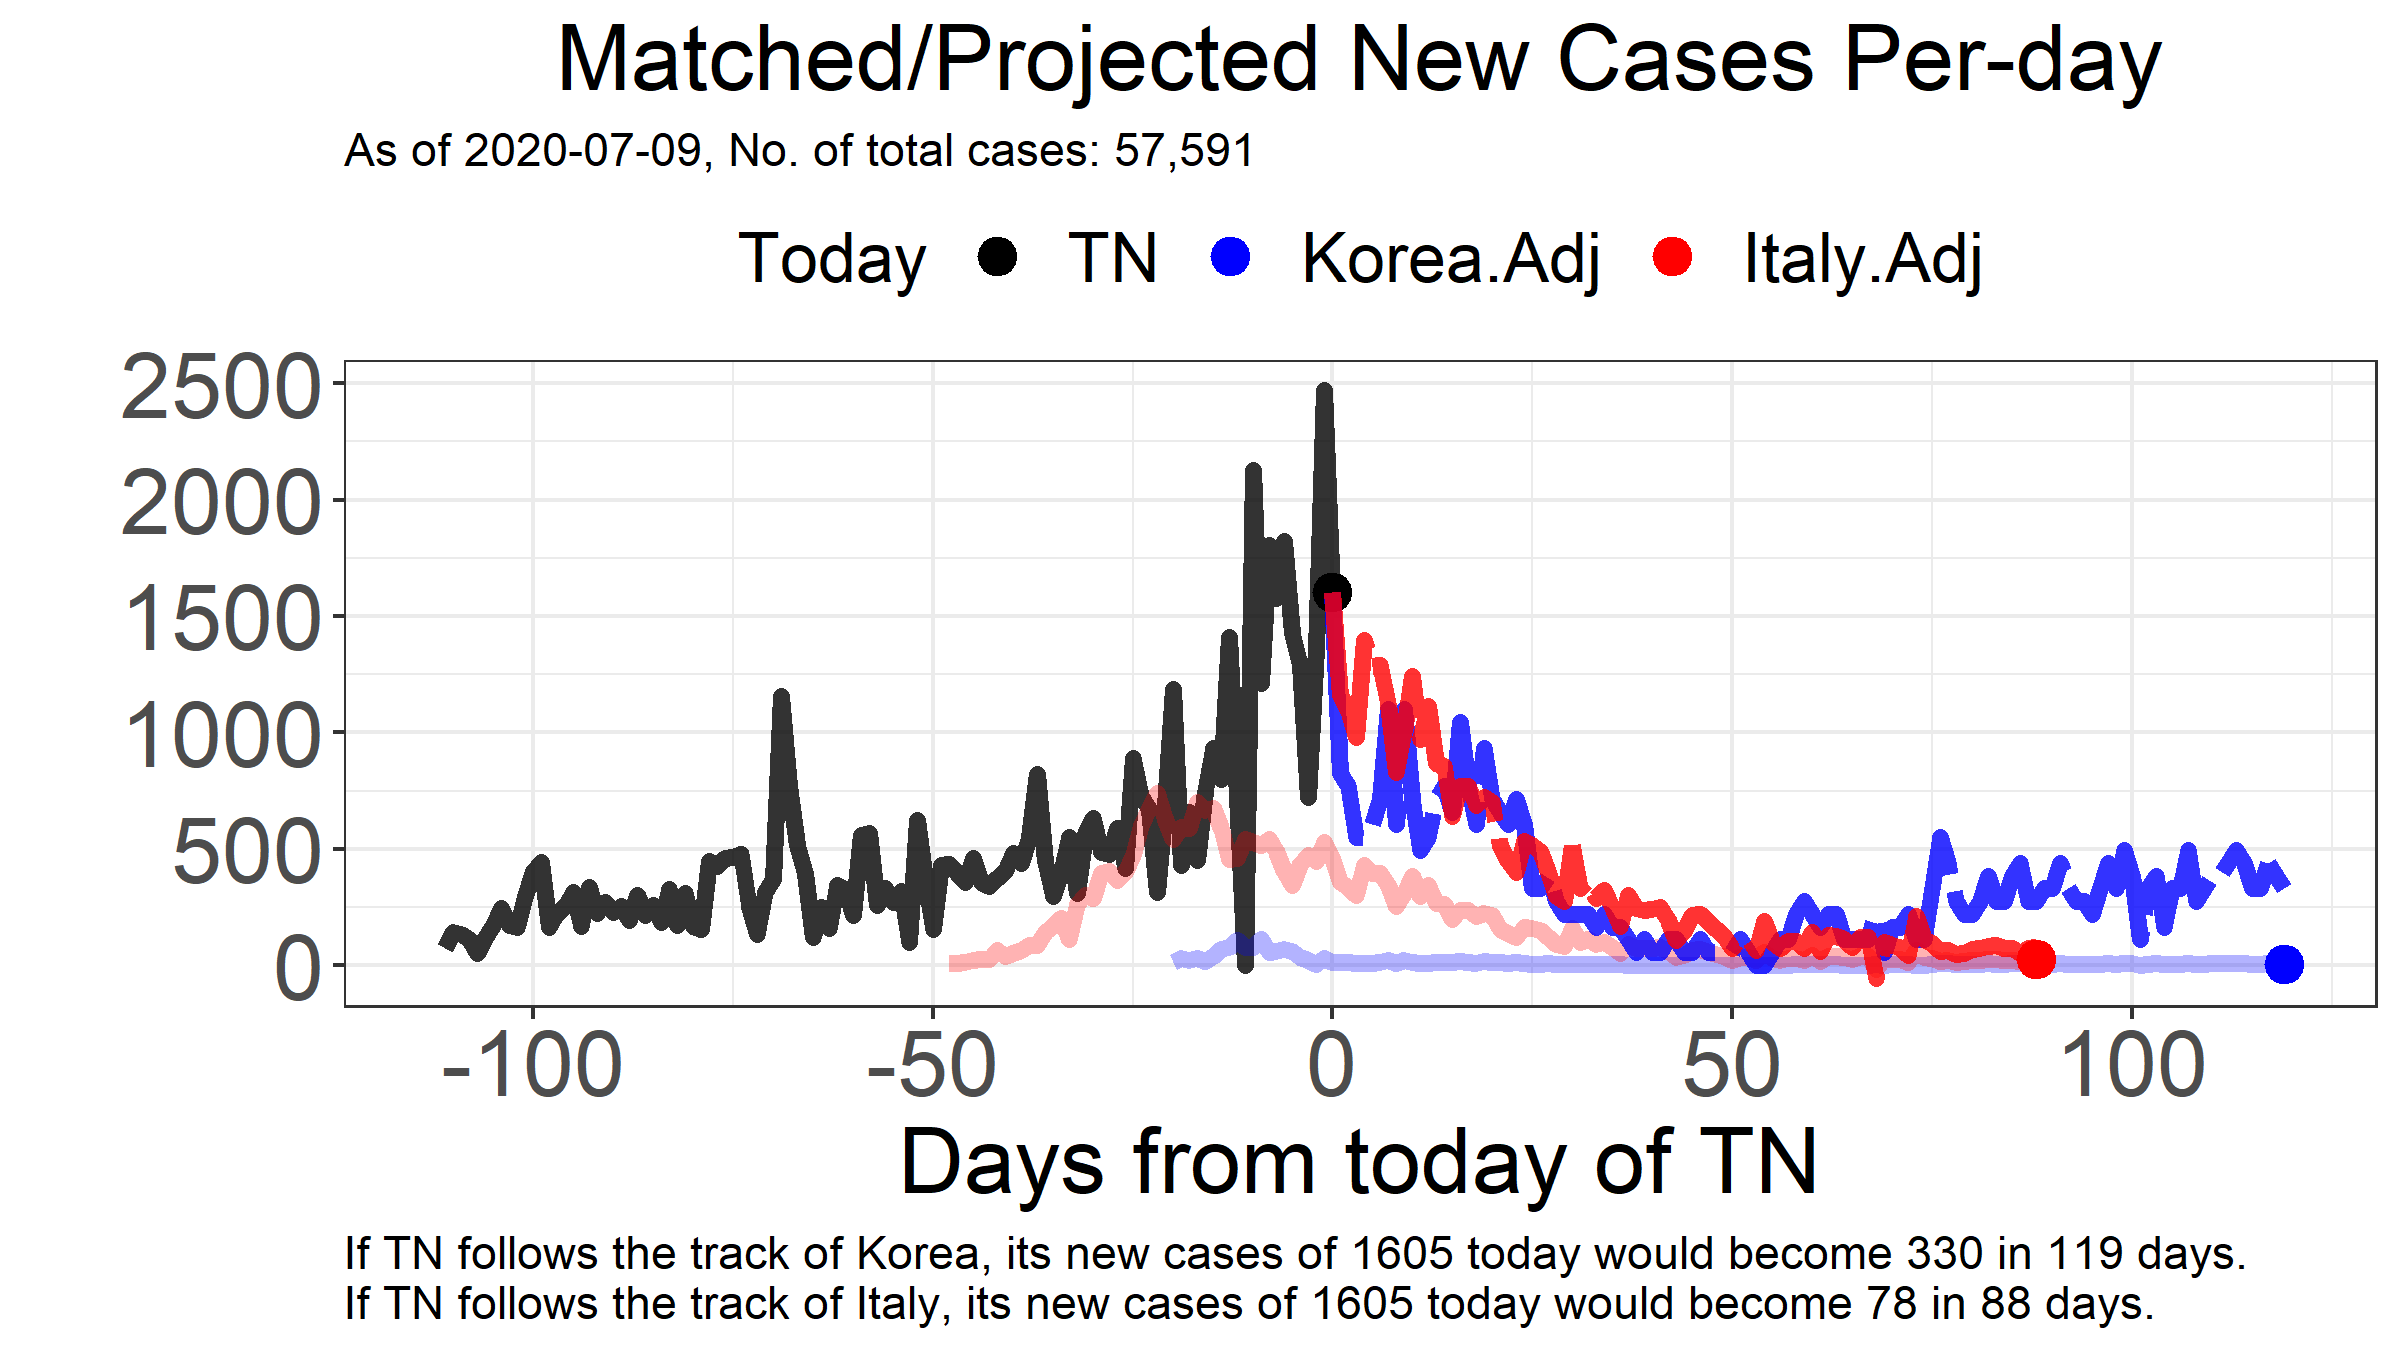 Matched/Projected New Cases Per-day
As of 2020-07-09, No. of total cases: 57,591
Today TN Korea.Adj Italy.Adj
2500
2000
1500
1000
500
0
-100 -50 0 50 100
Days from today of TN
If TN follows the track of Korea, its new cases of 1605 today would become 330 in 119 days.
If TN follows the track of Italy, its new cases of 1605 today would become 78 in 88 days.